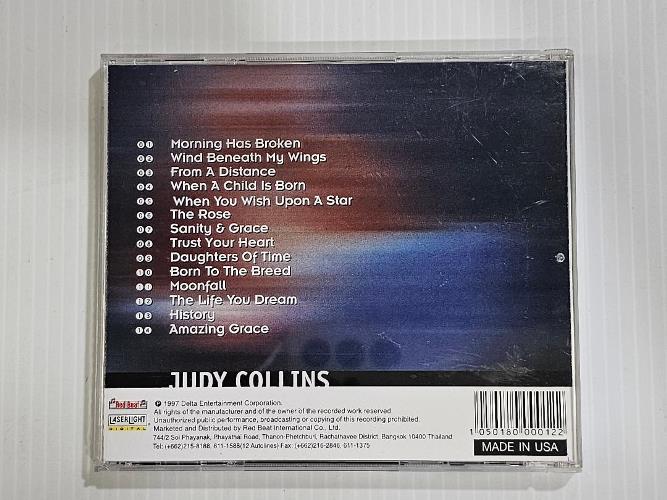 01 Morning Has Broken
02 Wind Beneath My Wings
03 From A Distance
04 When A Child Is Born
05 When You Wish Upon A Star
06 The Rose
07 Sanity & Grace
08 Trust Your Heart
09 Daughters Of Time
10 Born To The Breed
11 Moonfall
12 The Life You Dream
13 History
14 Amazing Grace
JUDY COLLINS
Red Beat
LASERLIGHT
DIGITAL
℗ 1997 Delta Entertainment Corporation.
All rights of the manufacturer and of the owner of the recorded work reserved
Unauthorized public performance, broadcasting or copying of this recording prohibited.
Marketed and Distributed by Red Beat International Co., Ltd.
744/2 Soi Phayanak, Phayathai Road, Thanon-Phetchburi, Rachathavee District, Bangkok 10400 Thailand
Tel: (+662)215-8188, 611-1588(12 Autolines) Fax: (+662)216-2846, 611-1375
1 050180 000122
MADE IN USA